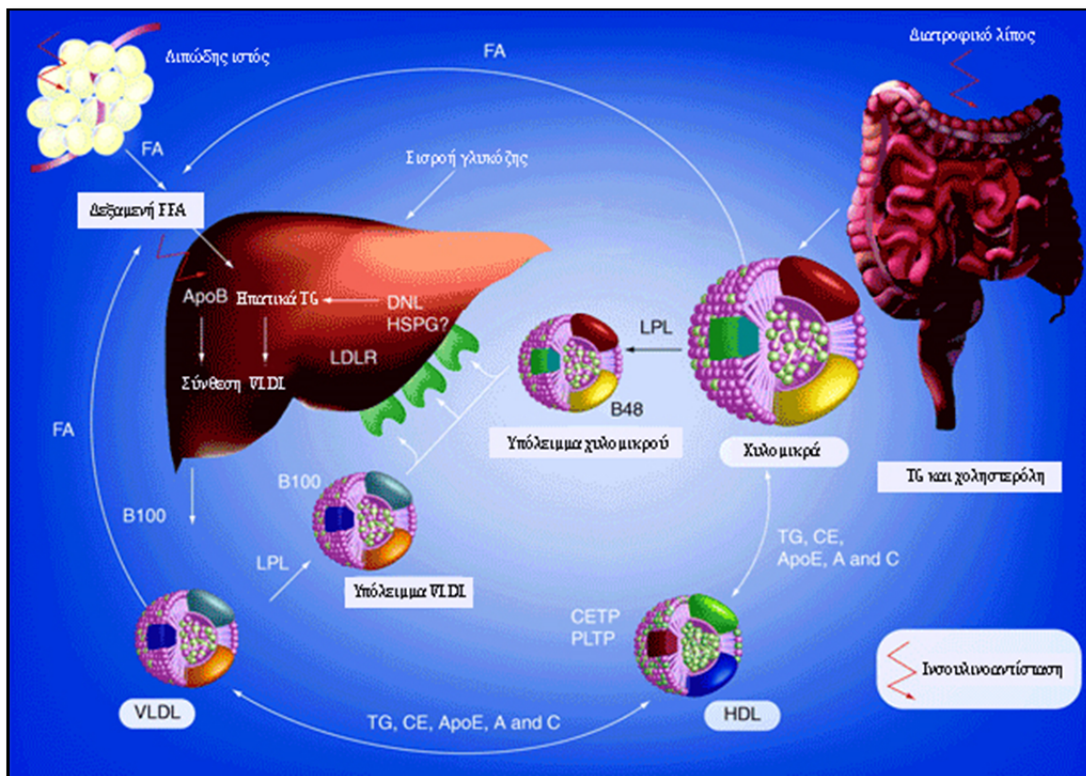 Διπώδης ιστός
FA
Διατροφικό λίπος
FA
Σισροή γλυκόζης
Δεξαμενή FFA
ApoB
Ηπατικά TG
DNL
HSPG?
LDLR
Σύνθεση VLDL
LPL
B48
Υπόλειμμα χυλομικρού
Χυλομικρά
TG και χοληστερόλη
FA
B100
B100
LPL
Υπόλειμμα VLDL
TG, CE,
ApoE, A and C
CETP
PLTP
Ινσουλινοαντίσταση
VLDL
TG, CE, ApoE, A and C
HDL